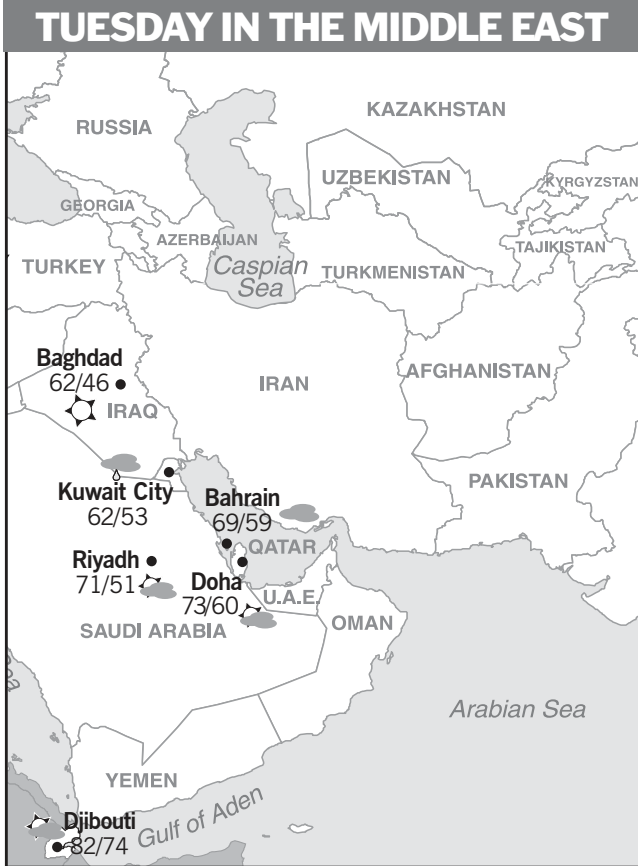 TUESDAY IN THE MIDDLE EAST
KAZAKHSTAN
RUSSIA
UZBEKISTAN
KYRGYZSTAN
GEORGIA
AZERBAIJAN
TAJIKISTAN
TURKEY
Caspian
Sea
TURKMENISTAN
Baghdad
62/46
IRAQ
IRAN
AFGHANISTAN
PAKISTAN
Kuwait City
62/53
Bahrain
69/59
QATAR
Riyadh
71/51
Doha
73/60
U.A.E.
SAUDI ARABIA
OMAN
Arabian Sea
YEMEN
Gulf of Aden
Djibouti
82/74